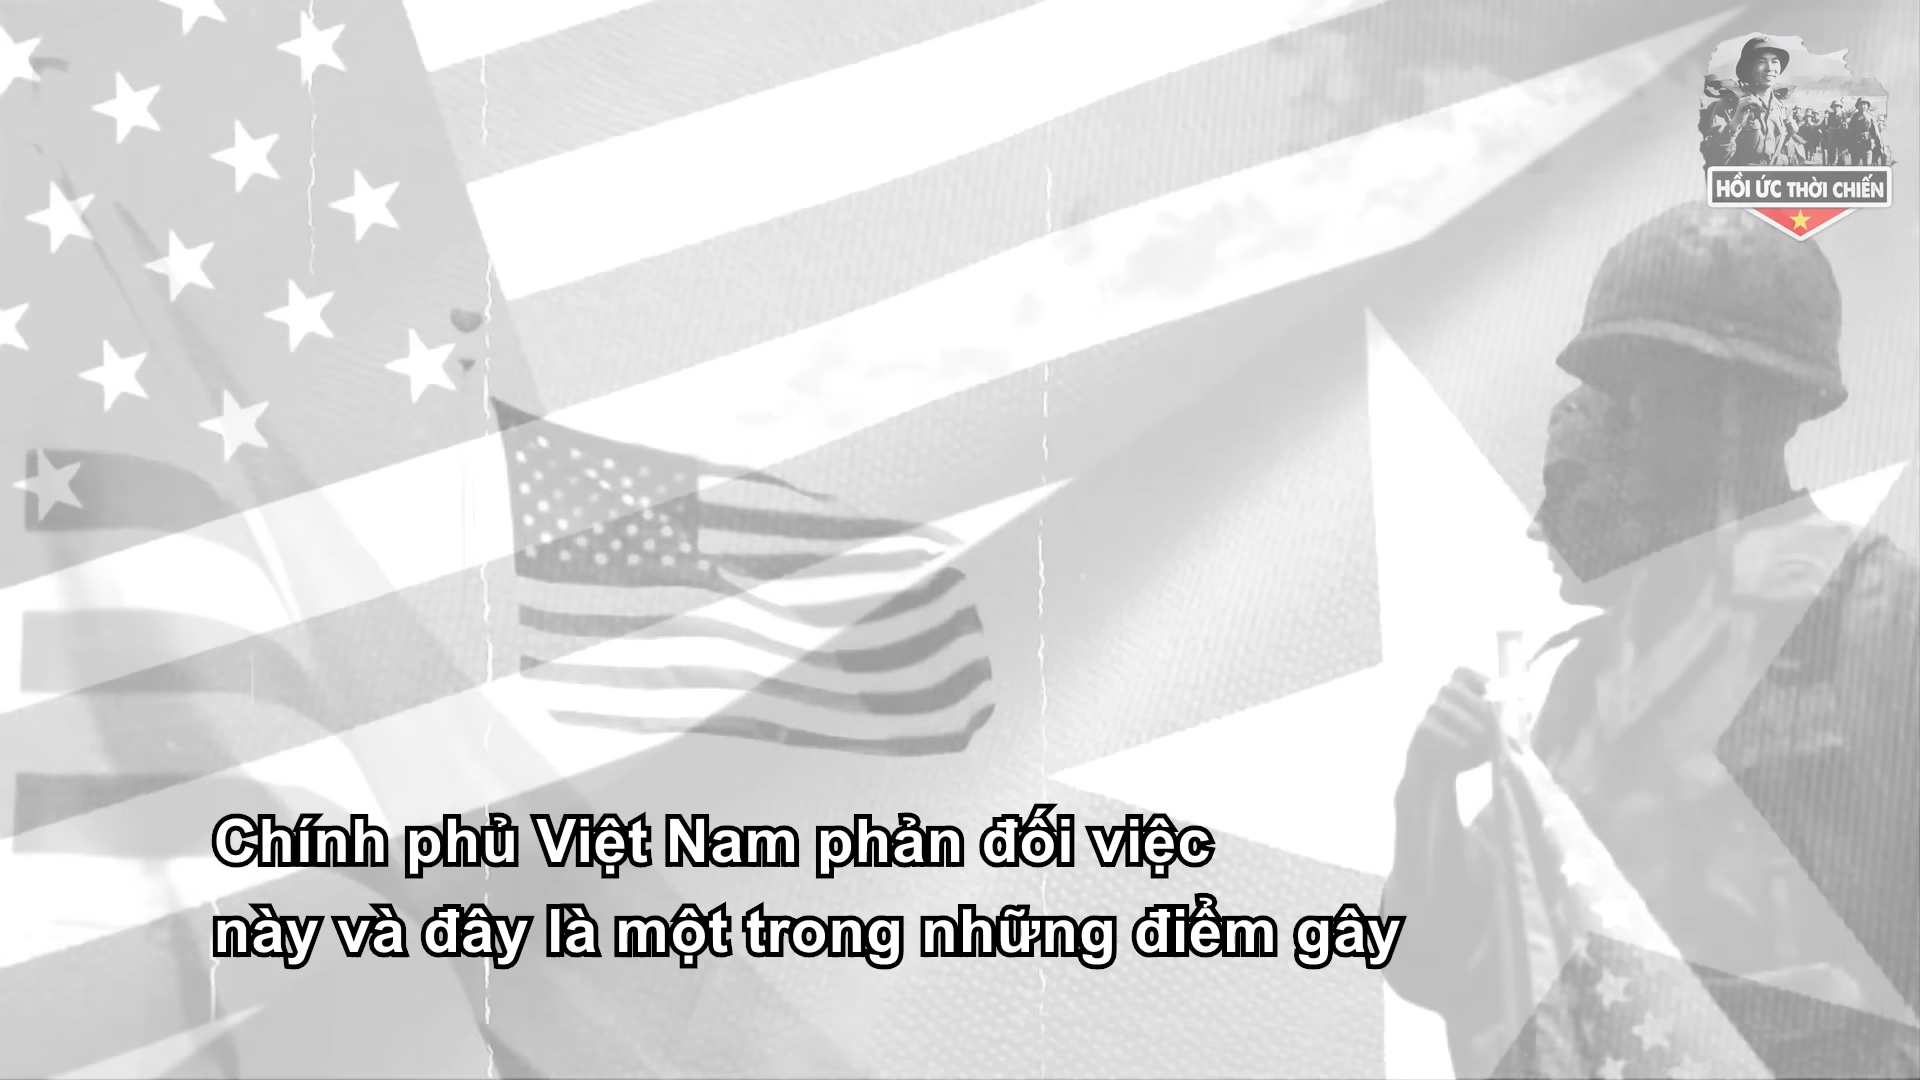 HỒI ỨC THỜI CHIẾN
Chính phủ Việt Nam phản đối việc
này và đây là một trong những điểm gây